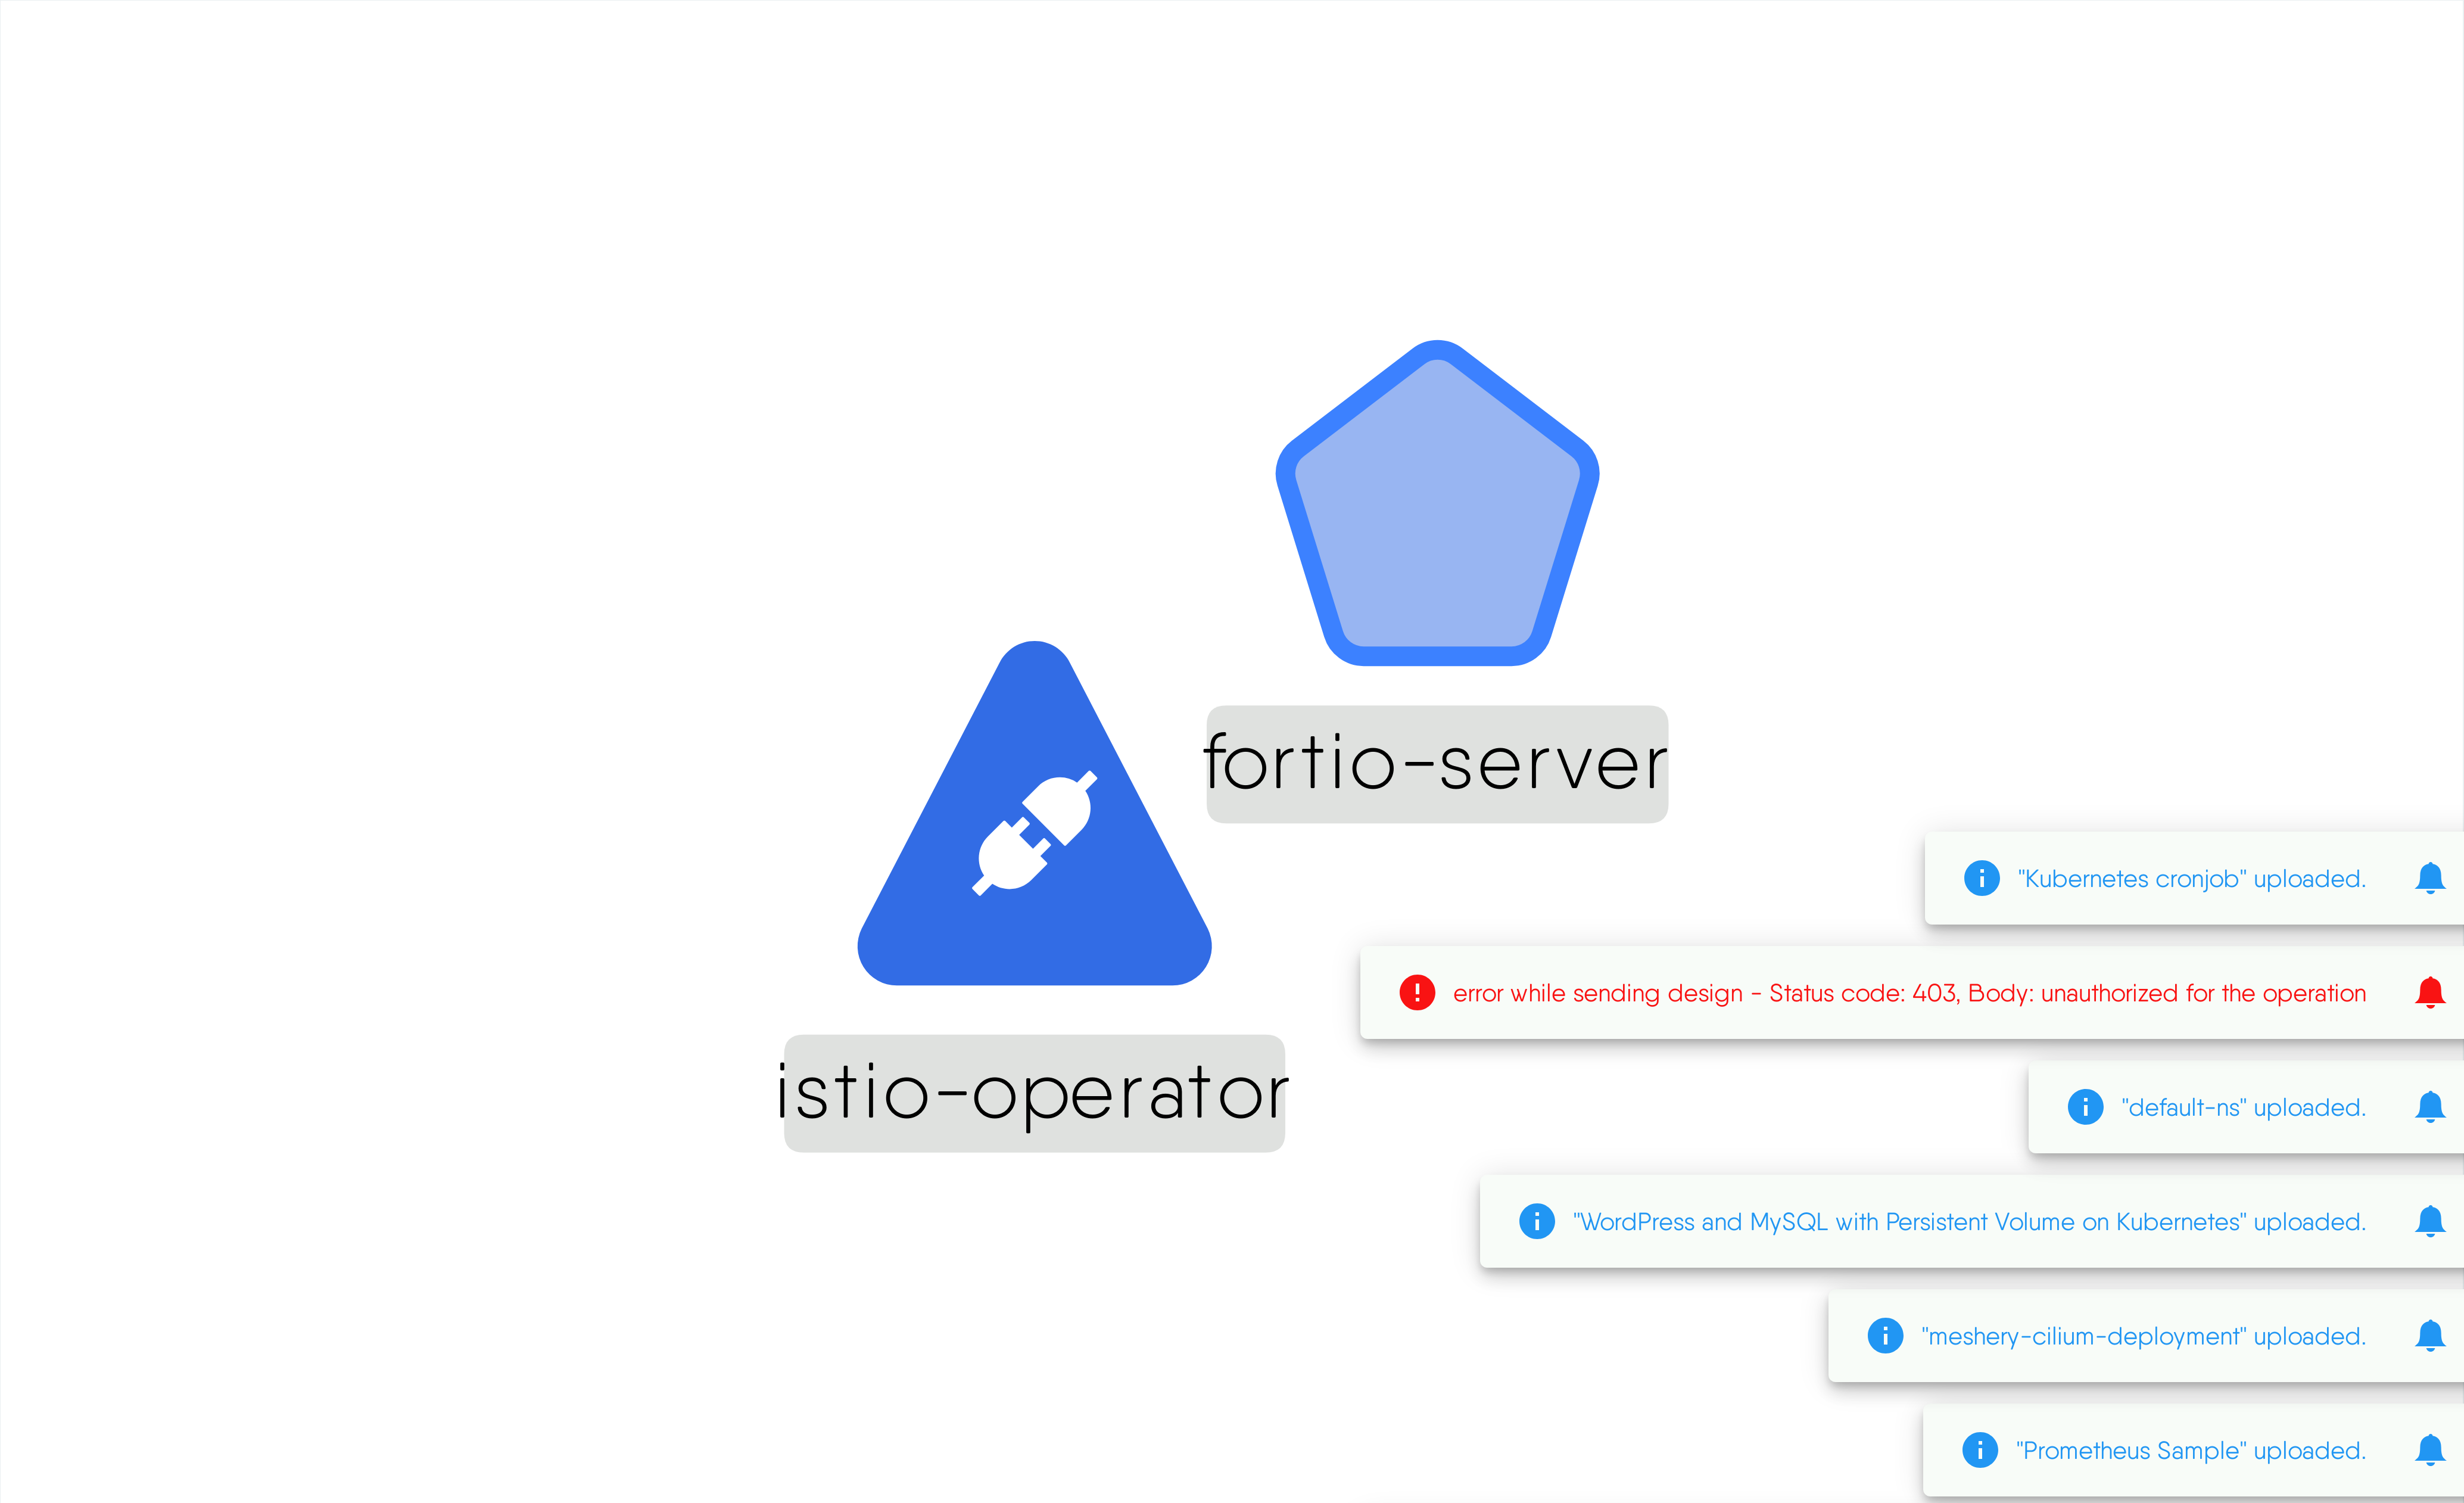 fortio-server
"Kubernetes cronjob" uploaded.
error while sending design - Status code: 403, Body: unauthorized for the operation
istio-operator
"default-ns" uploaded.
"WordPress and MySQL with Persistent Volume on Kubernetes" uploaded.
"meshery-cilium-deployment" uploaded.
"Prometheus Sample" uploaded.